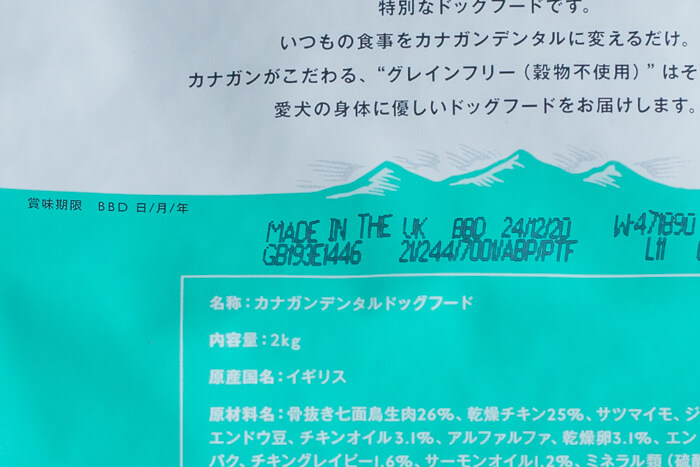 特別なドッグフードです。
いつもの食事をカナガンデンタルに変えるだけ。
カナガンがこだわる、“グレインフリー（穀物不使用）”はそ
愛犬の身体に優しいドッグフードをお届けします。
賞味期限 BBD 日/月/年
MADE IN THE UK BBD 24/12/20 W-471890
GB193E1446 21/244/7001/ABP/PTF L11
名称：カナガンデンタルドッグフード
内容量：2kg
原産国名：イギリス
原材料名：骨抜き七面鳥生肉26%、乾燥チキン25%、サツマイモ、ジ
エンドウ豆、チキンオイル3.1%、アルファルファ、乾燥卵3.1%、エン
パク、チキングレイビー1.6%、サーモンオイル1.2%、ミネラル類（硫